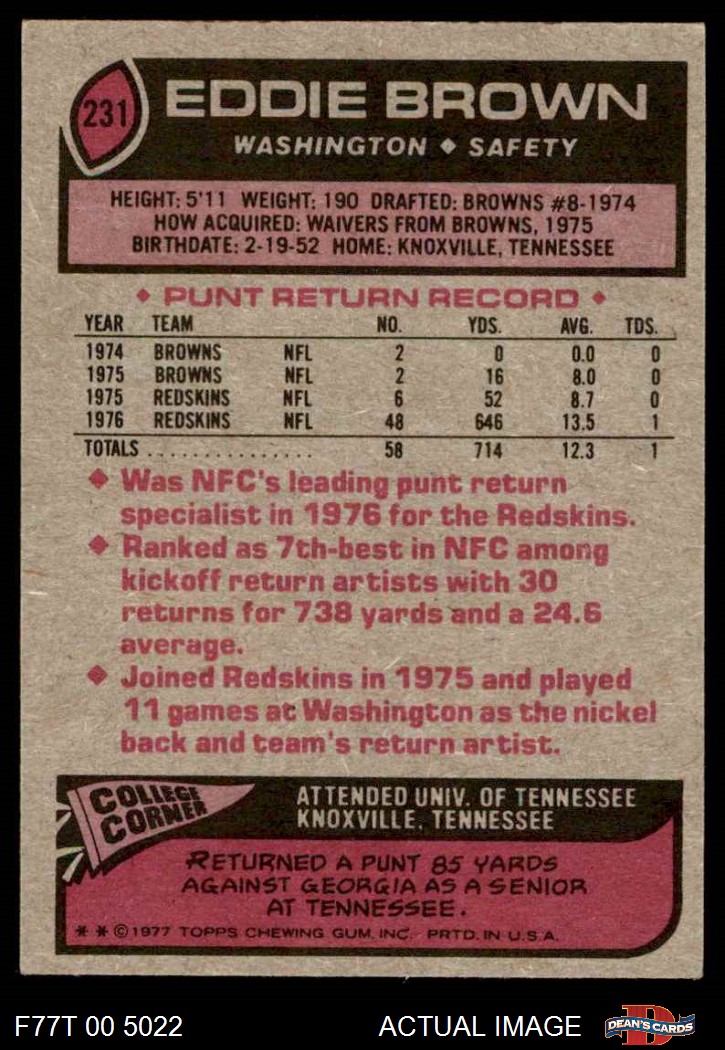 231
EDDIE BROWN
WASHINGTON ◆ SAFETY
HEIGHT: 5'11 WEIGHT: 190 DRAFTED: BROWNS #8-1974
HOW ACQUIRED: WAIVERS FROM BROWNS, 1975
BIRTHDATE: 2-19-52 HOME: KNOXVILLE, TENNESSEE
◆ PUNT RETURN RECORD ◆
YEAR TEAM NO. YDS. AVG. TDS.
1974 BROWNS NFL 2 0 0.0 0
1975 BROWNS NFL 2 16 8.0 0
1975 REDSKINS NFL 6 52 8.7 0
1976 REDSKINS NFL 48 646 13.5 1
TOTALS ............... 58 714 12.3 1
◆ Was NFC's leading punt return
specialist in 1976 for the Redskins.
◆ Ranked as 7th-best in NFC among
kickoff return artists with 30
returns for 738 yards and a 24.6
average.
◆ Joined Redskins in 1975 and played
11 games at Washington as the nickel
back and team's return artist.
COLLEGE
CORNER
ATTENDED UNIV. OF TENNESSEE
KNOXVILLE, TENNESSEE
RETURNED A PUNT 85 YARDS
AGAINST GEORGIA AS A SENIOR
AT TENNESSEE.
* * © 1977 TOPPS CHEWING GUM, INC. PRTD. IN U.S.A.
F77T 00 5022
ACTUAL IMAGE
D
DEAN'S CARDS